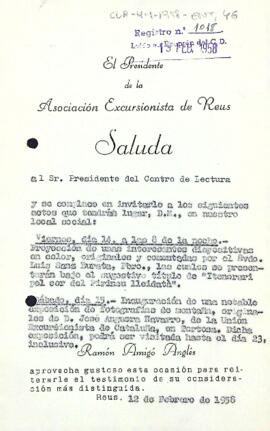 CDR-4-1-1958-ENT, 46
Registro n.º 1018
13 FEB 1958
El Presidente
de la
Asociación Excursionista de Reus
Saluda
al Sr. Presidente del Centro de Lectura
y se complace en invitarle a los siguientes
actos que tendrán lugar, D.M., en nuestro
local social:
Viernes, día 14. a las 8 de la noche.-
Proyección de unas interesantes diapositivas
en color, originales y comentadas por el Rvdo.
Luis Sanz Pbro., las cuales se presen-
tarán bajo el sugestivo título de "Itenerari
pel cor del Pirineu lleidatà".
Sábado, día 15.- Inauguración de una notable
exposición de fotografías de montaña, origina-
les de D. José Anguera Navarro, de la Unión
Excursionista de Cataluña, en Tortosa. Dicha
exposición, podrá ser visitada hasta el día 23,
inclusive.
Ramón Amigó Anglès
aprovecha gustoso esta ocasión para rei-
terarle el testimonio de su considera-
ción más distinguida.
Reus. 12 de Febrero de 1958